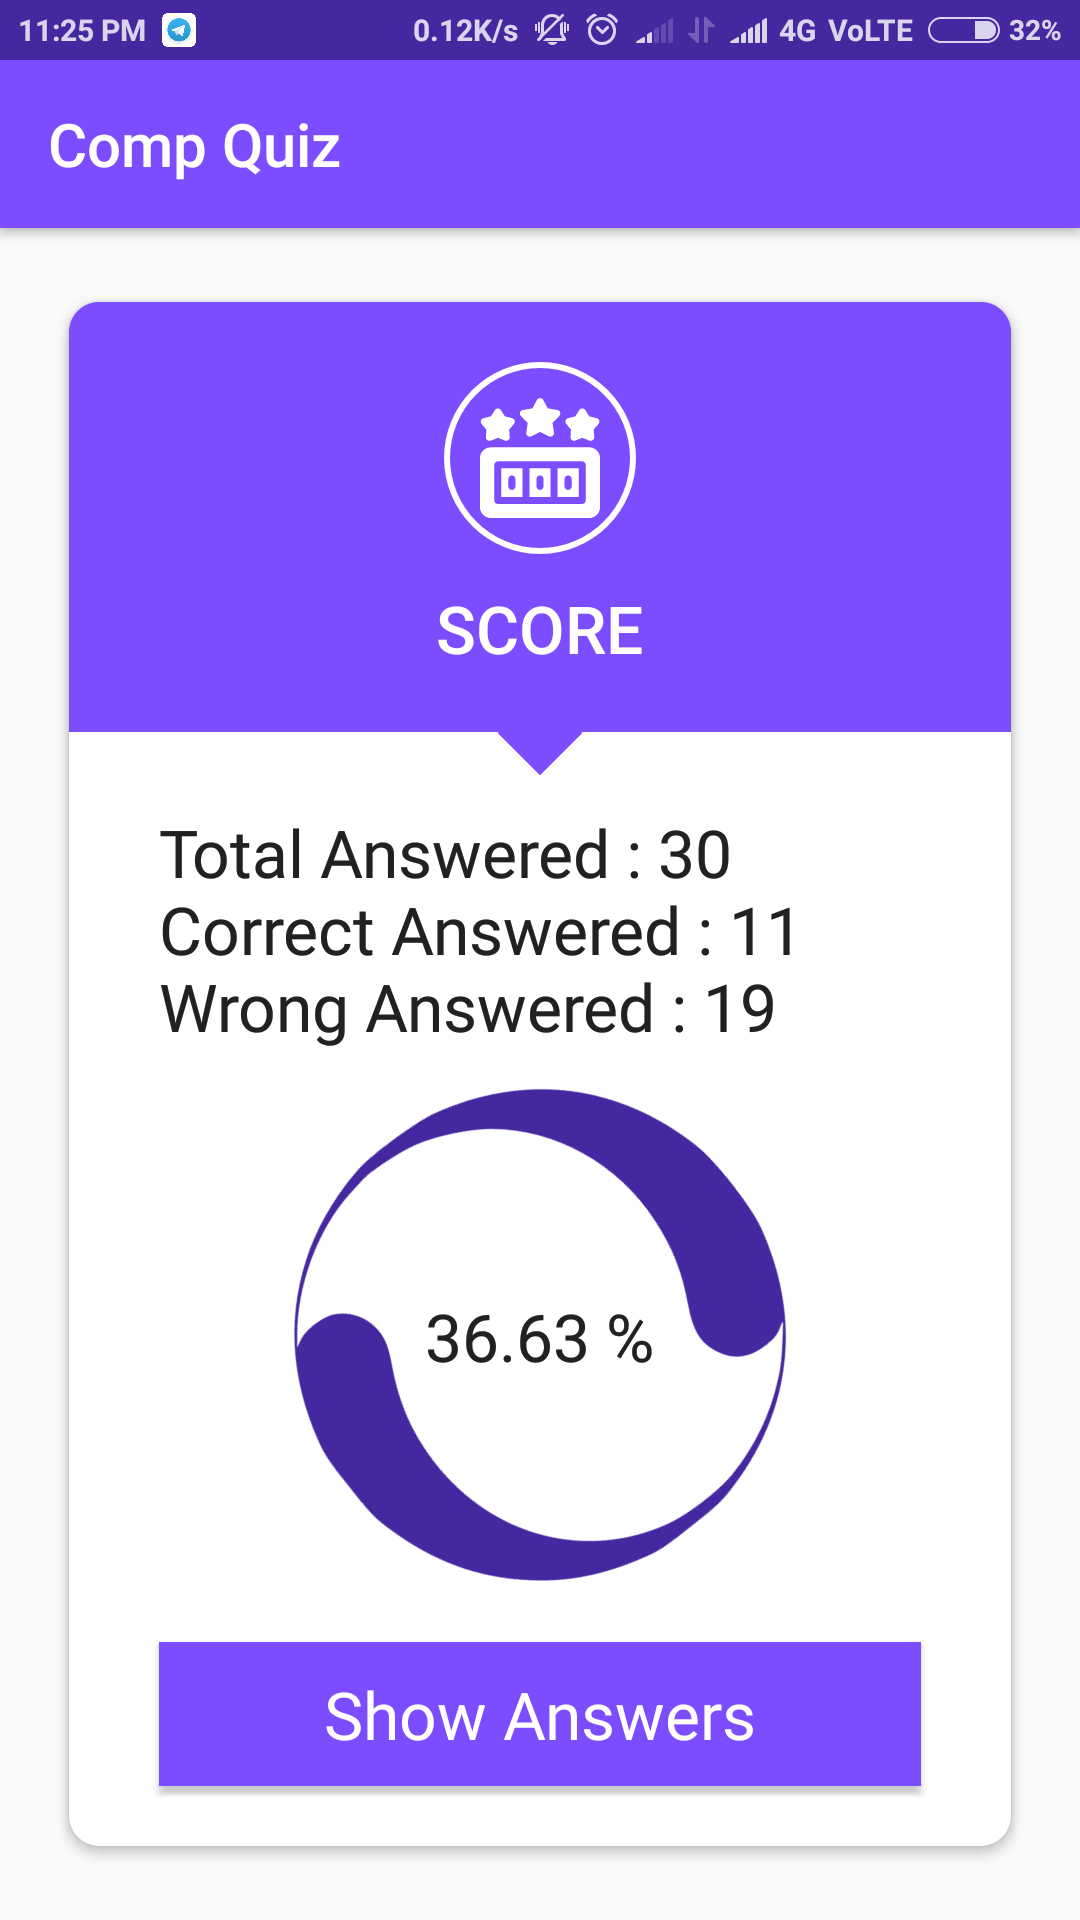 11:25 PM 0.12K/s 4G VoLTE 32%
Comp Quiz
000
SCORE
Total Answered : 30
Correct Answered : 11
Wrong Answered : 19
36.63 %
Show Answers